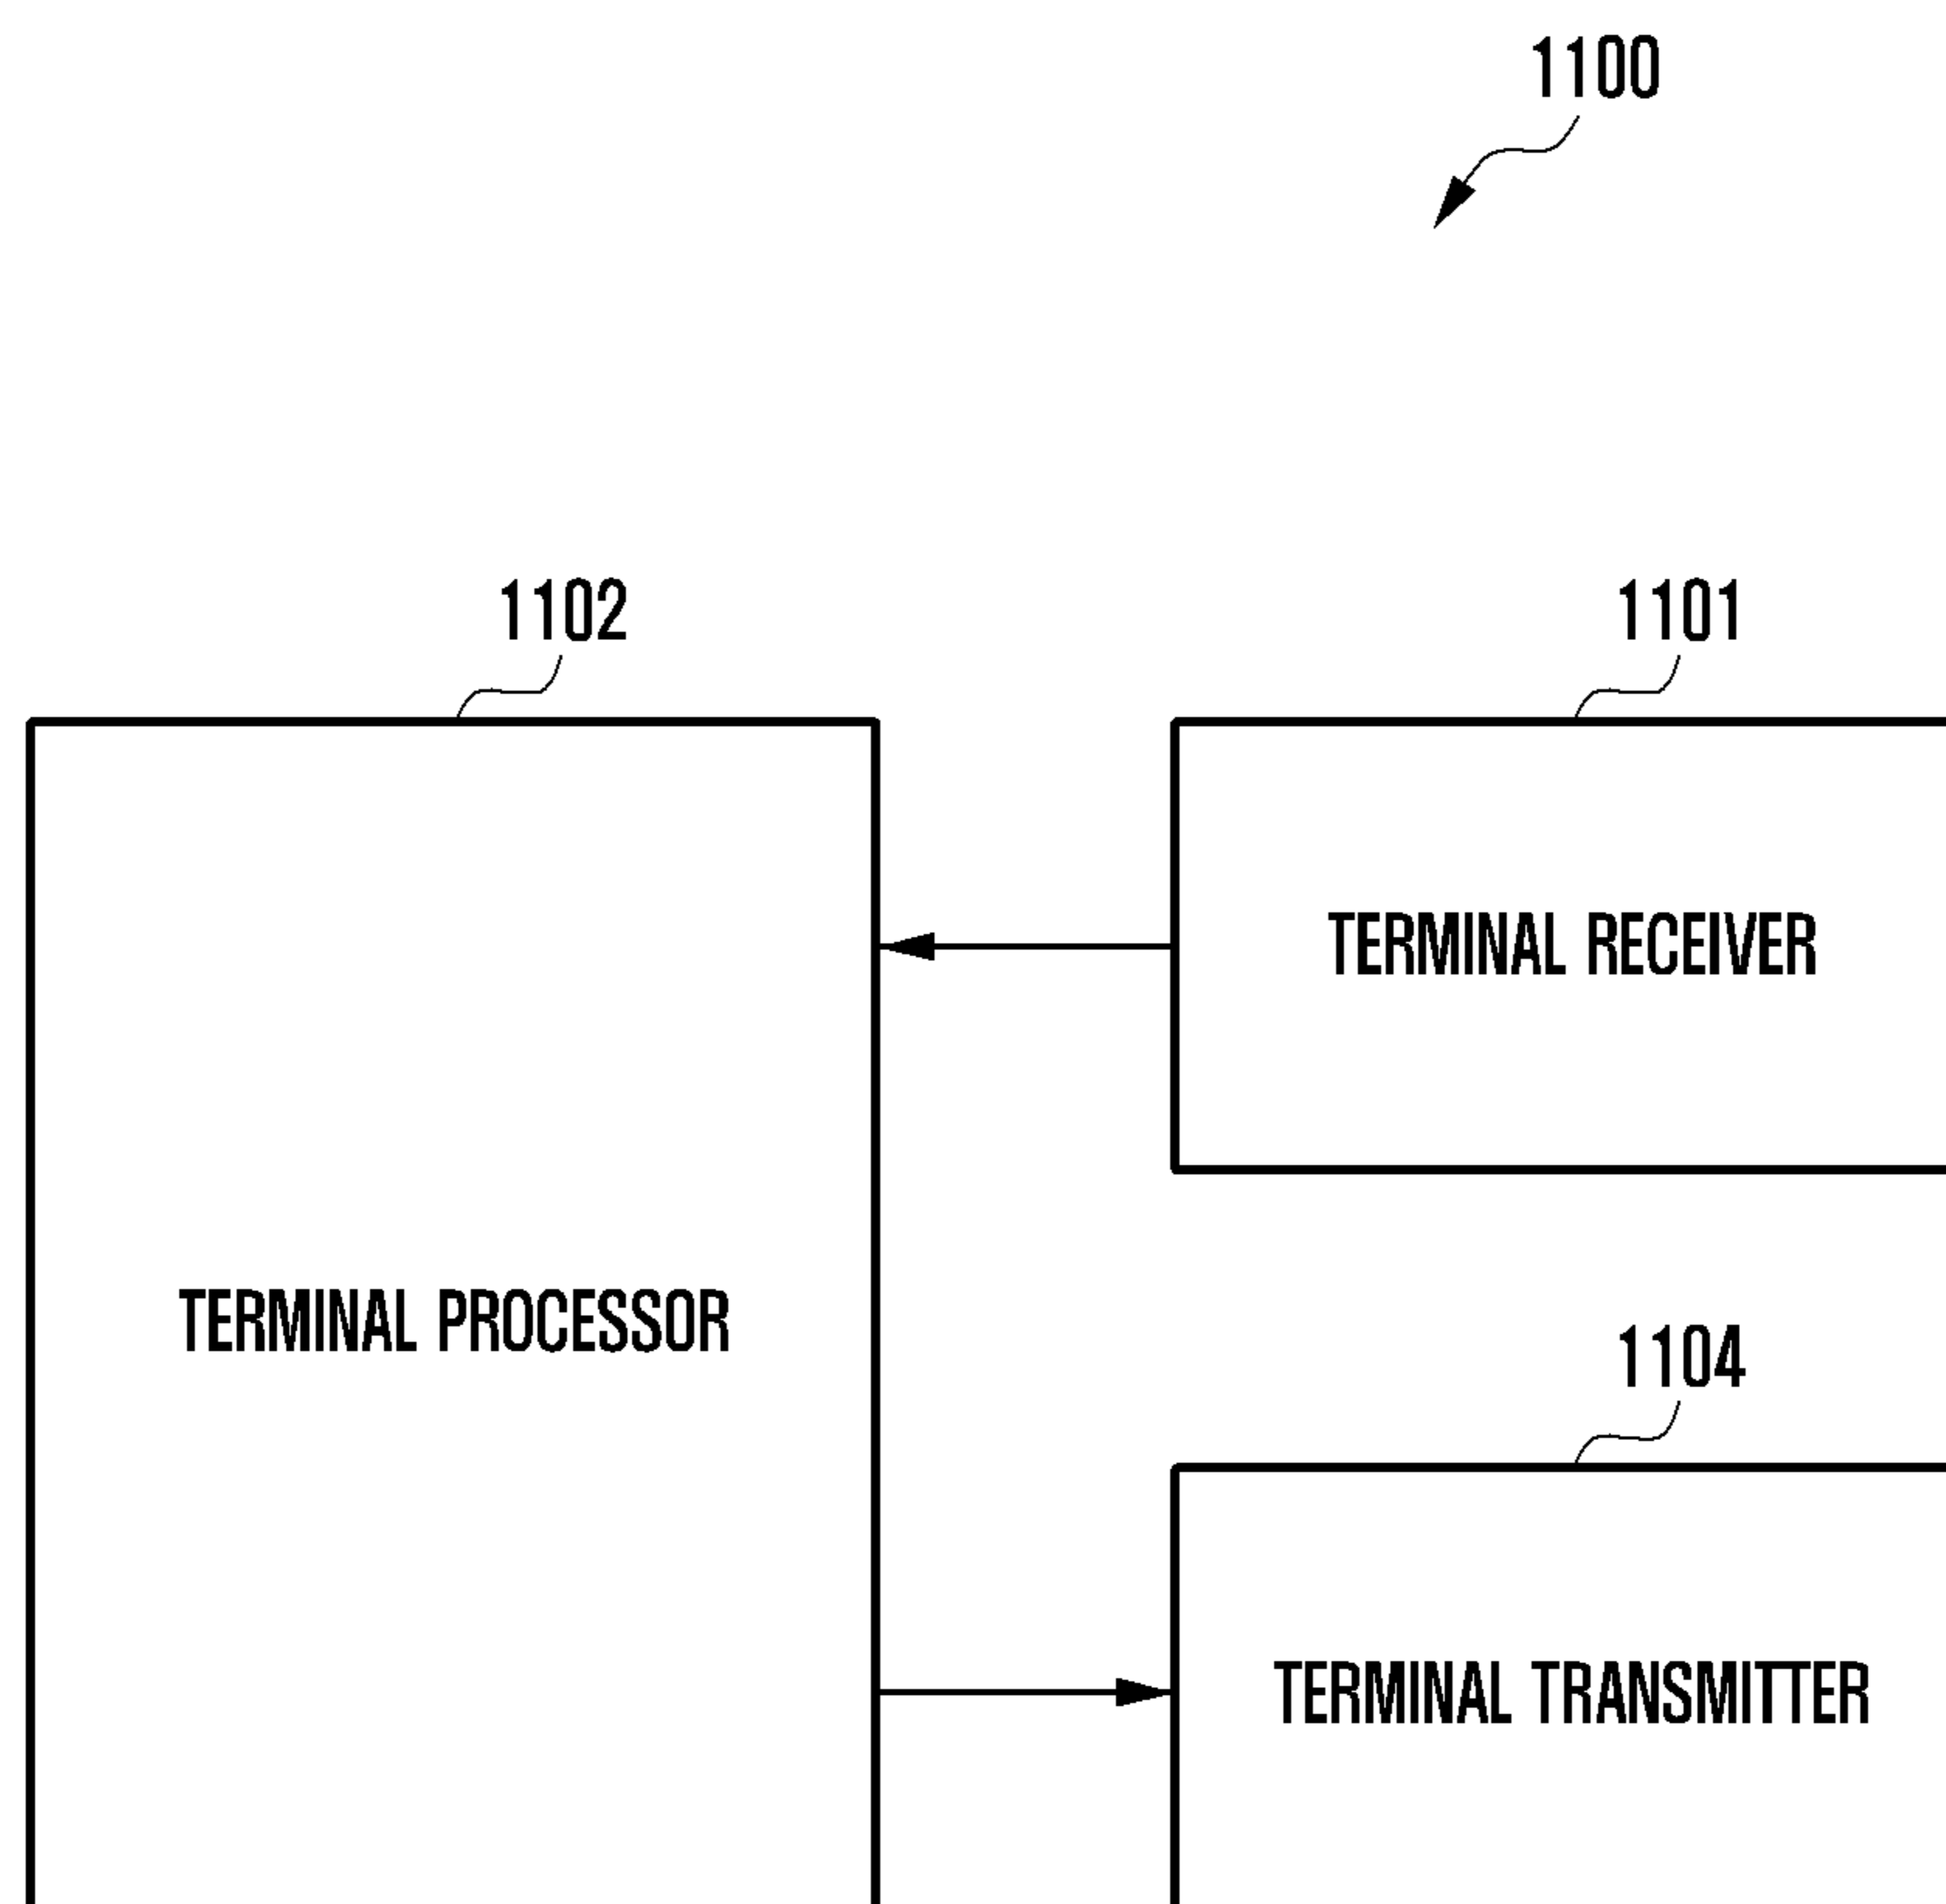 1100
1102
1101
TERMINAL RECEIVER
TERMINAL PROCESSOR
1104
TERMINAL TRANSMITTER